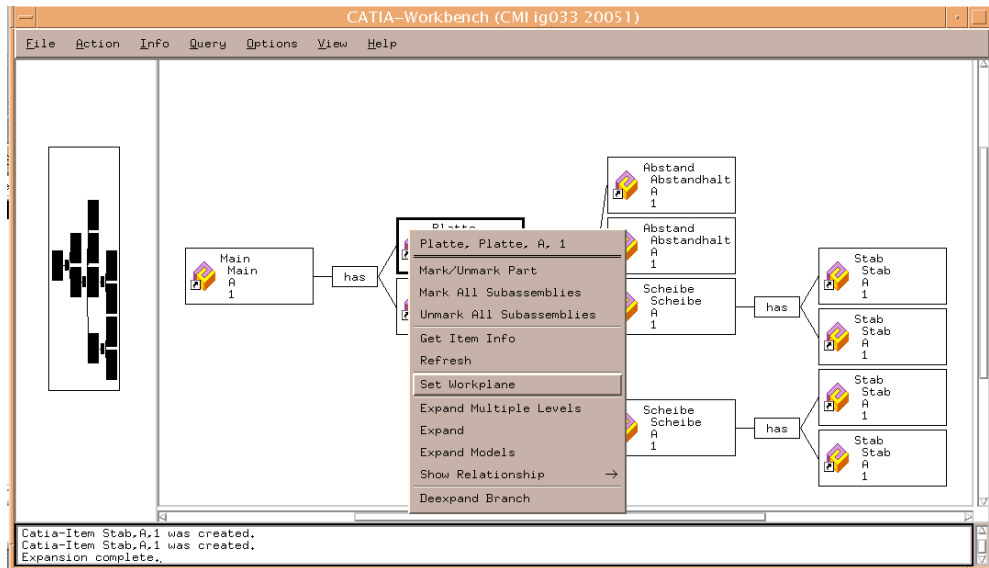 CATIA-Workbench (CMI ig033 20051)
File Action Info Query Options View Help
Abstand
Abstandhalt
A
1
Platte
Abstand
Abstandhalt
A
1
Main
Main
A
1
has
Platte, Platte, A, 1
Mark/Unmark Part
Mark All Subassemblies
Unmark All Subassemblies
Get Item Info
Refresh
Set Workplane
Expand Multiple Levels
Expand
Expand Models
Show Relationship →
Deexpand Branch
Scheibe
Scheibe
A
1
has
Stab
Stab
A
1
Stab
Stab
A
1
Scheibe
Scheibe
A
1
has
Stab
Stab
A
1
Stab
Stab
A
1
Catia-Item Stab,A,1 was created.
Catia-Item Stab,A,1 was created.
Expansion complete.